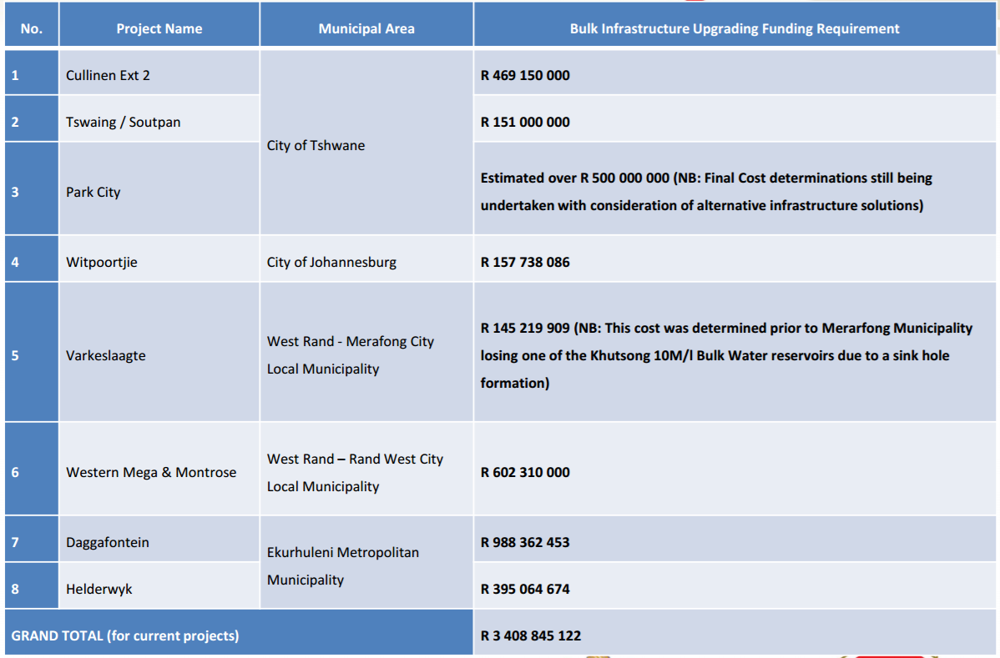 No. Project Name Municipal Area Bulk Infrastructure Upgrading Funding Requirement
1 Cullinen Ext 2 R 469 150 000
2 Tswaing / Soutpan R 151 000 000
City of Tshwane
3 Park City Estimated over R 500 000 000 (NB: Final Cost determinations still being
undertaken with consideration of alternative infrastructure solutions)
4 Witpoortjie City of Johannesburg R 157 738 086
5 Varkeslaagte West Rand - Merafong City
Local Municipality
R 145 219 909 (NB: This cost was determined prior to Merarfong Municipality
losing one of the Khutsong 10M/l Bulk Water reservoirs due to a sink hole
formation)
6 Western Mega & Montrose West Rand – Rand West City
Local Municipality
R 602 310 000
7 Daggafontein R 988 362 453
Ekurhuleni Metropolitan
Municipality
8 Helderwyk R 395 064 674
GRAND TOTAL (for current projects) R 3 408 845 122